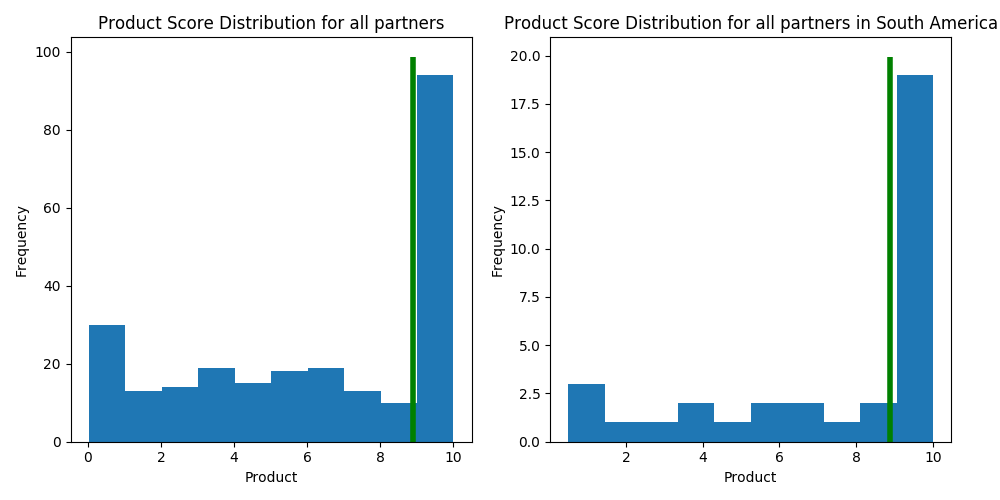 Product Score Distribution for all partners
100
80
60
40
20
0
Frequency
0 2 4 6 8 10
Product
Product Score Distribution for all partners in South America
20.0
17.5
15.0
12.5
10.0
7.5
5.0
2.5
0.0
Frequency
2 4 6 8 10
Product